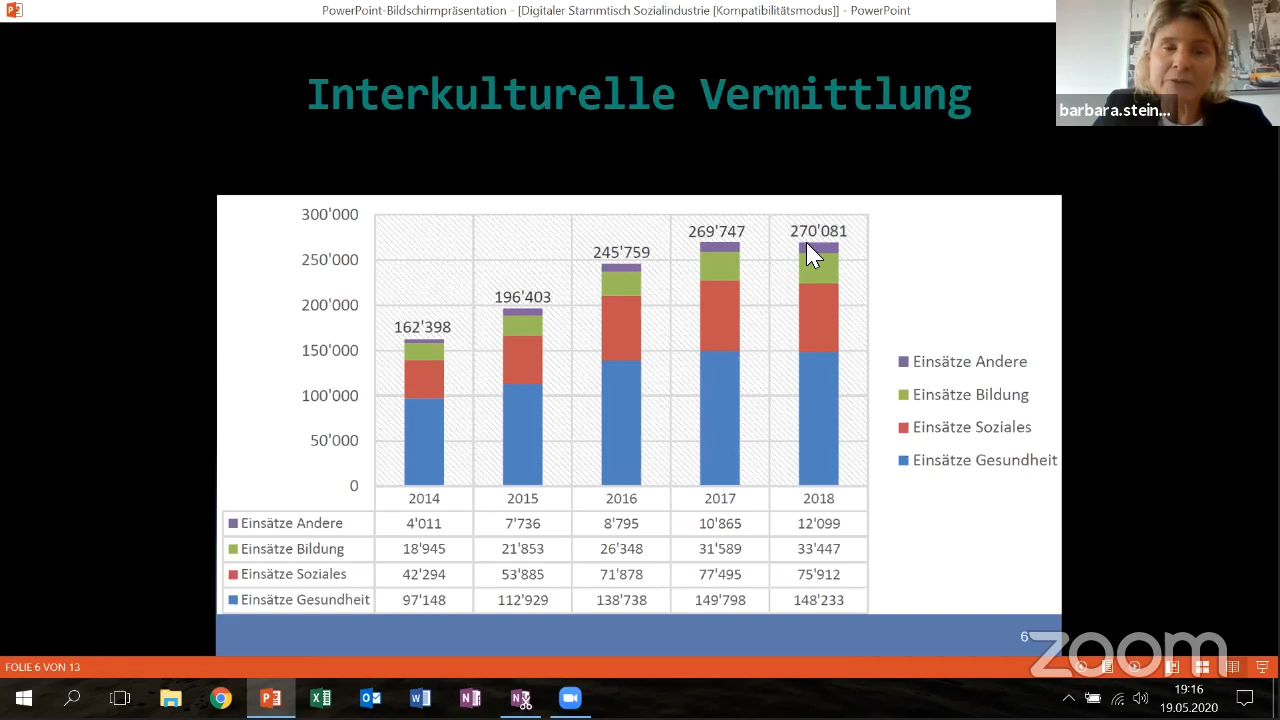 PowerPoint-Bildschirmpräsentation - [Digitaler Stammtisch Sozialindustrie [Kompatibilitätsmodus]] - PowerPoint
barbara.stein...
Interkulturelle Vermittlung
300'000
250'000
200'000
150'000
100'000
50'000
0
162'398
196'403
245'759
269'747
270'081
Einsätze Andere
Einsätze Bildung
Einsätze Soziales
Einsätze Gesundheit
2014 2015 2016 2017 2018
Einsätze Andere 4'011 7'736 8'795 10'865 12'099
Einsätze Bildung 18'945 21'853 26'348 31'589 33'447
Einsätze Soziales 42'294 53'885 71'878 77'495 75'912
Einsätze Gesundheit 97'148 112'929 138'738 149'798 148'233
6
zoom
FOLIE 6 VON 13
19:16
19.05.2020